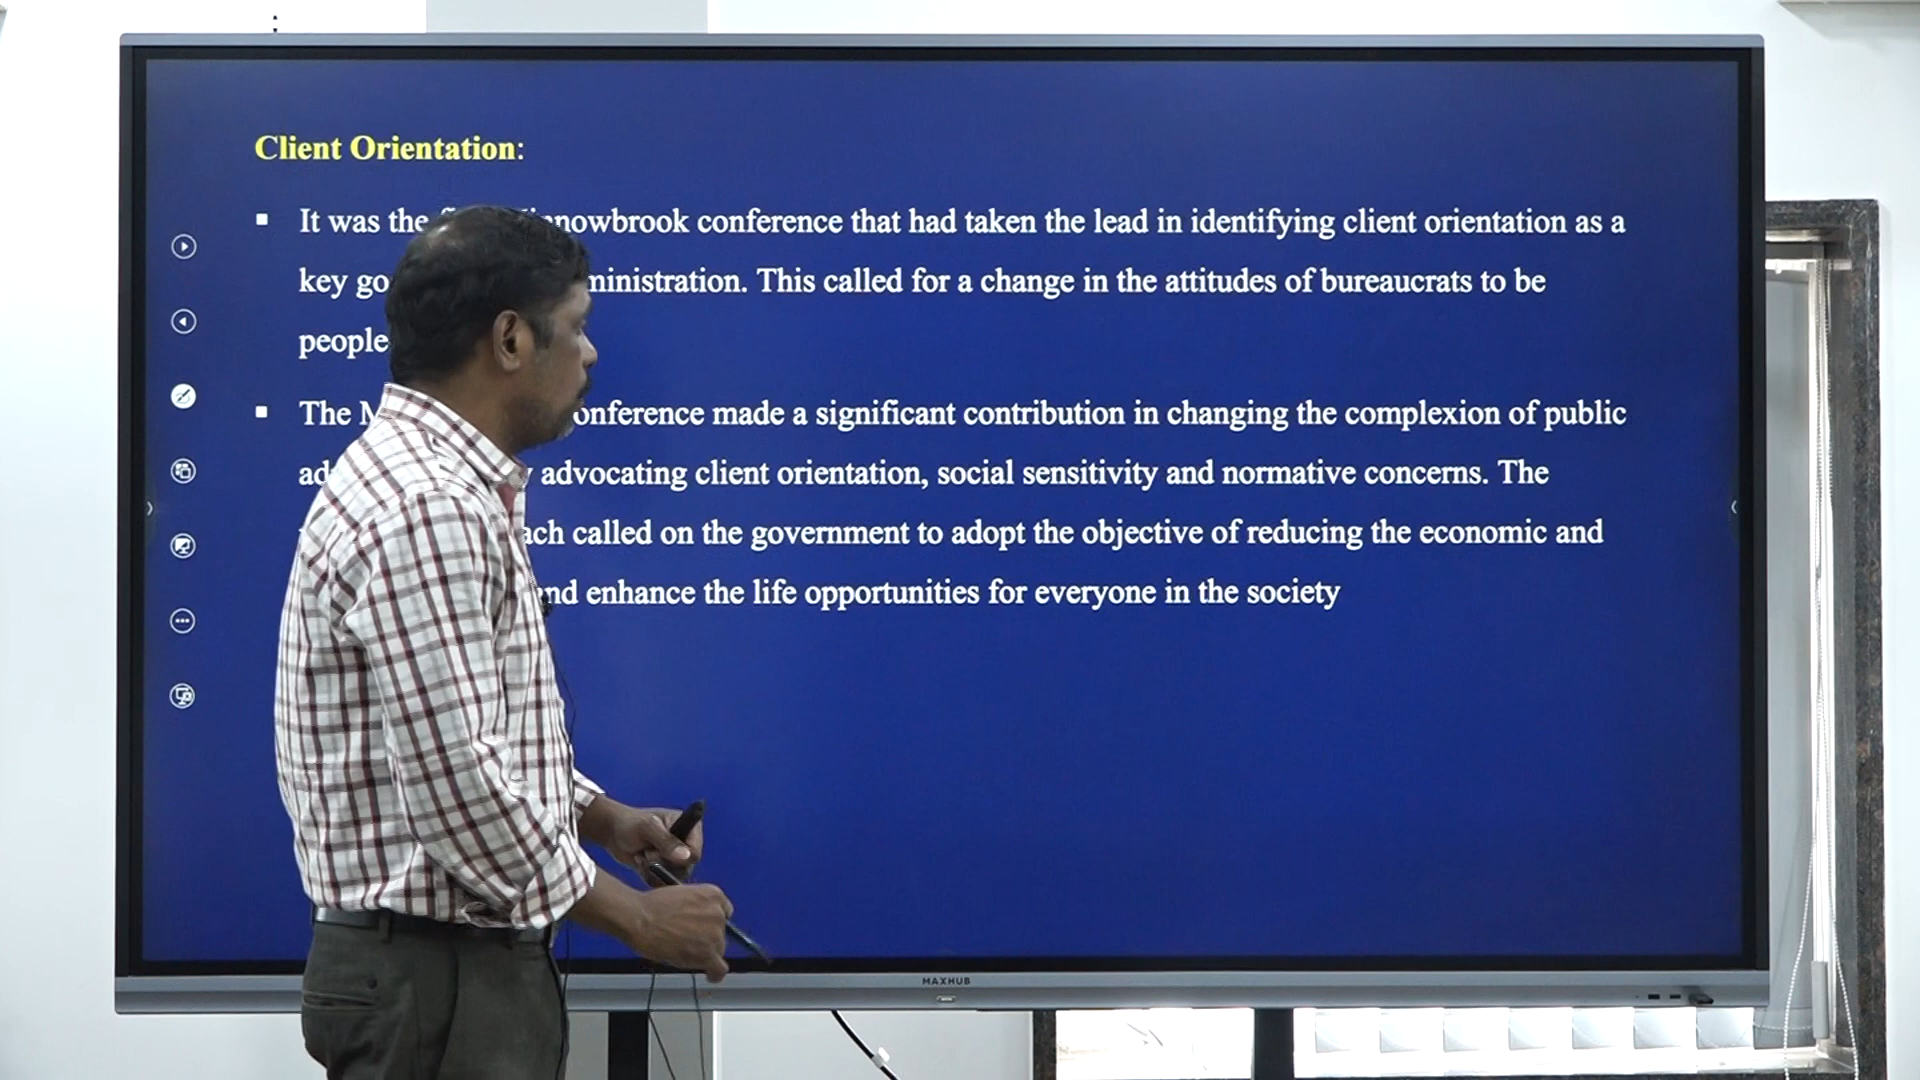 Client Orientation:
It was the nowbrook conference that had taken the lead in identifying client orientation as a
key ministration. This called for a change in the attitudes of bureaucrats to be
people
The onference made a significant contribution in changing the complexion of public
advocating client orientation, social sensitivity and normative concerns. The
called on the government to adopt the objective of reducing the economic and
enhance the life opportunities for everyone in the society
MAXHUB